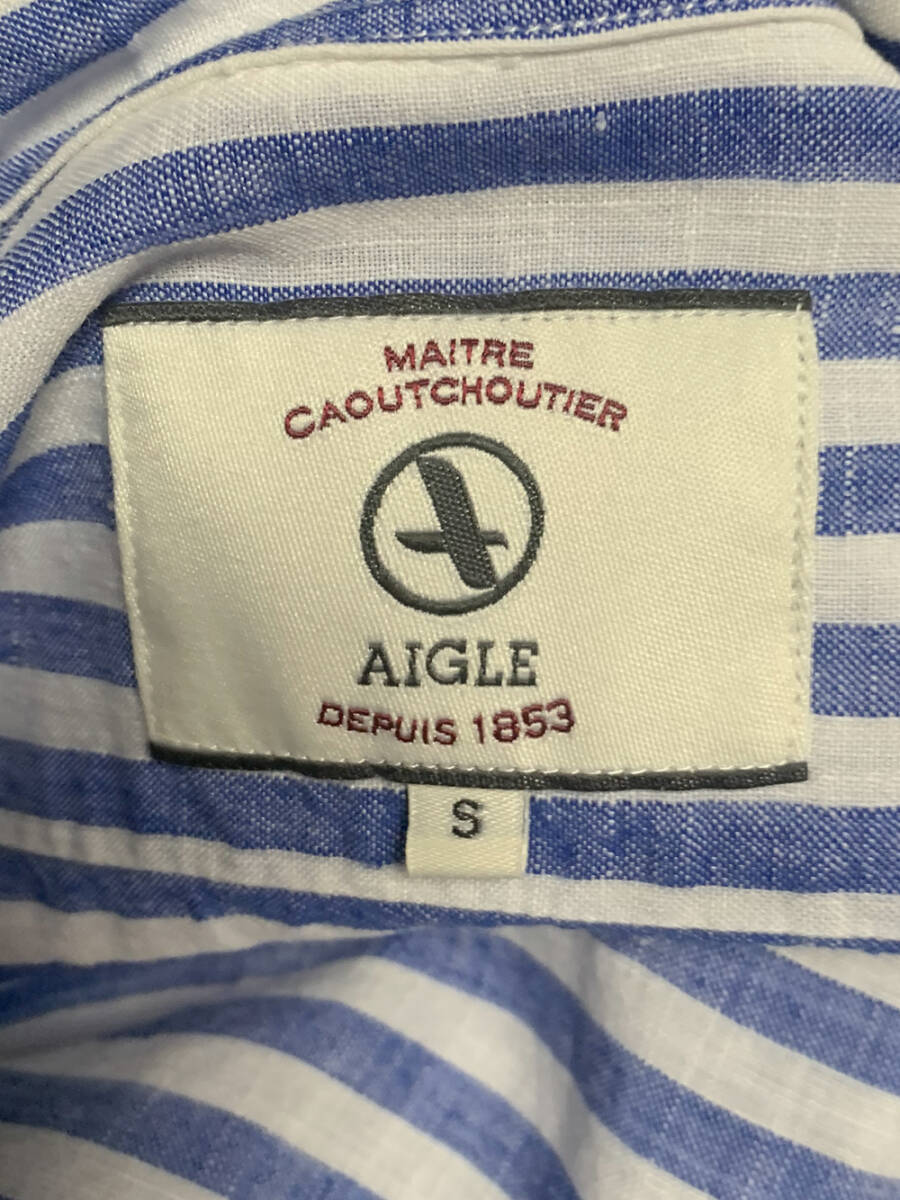 MAITRE
CAOUTCHOUTIER
AIGLE
DEPUIS 1853
S